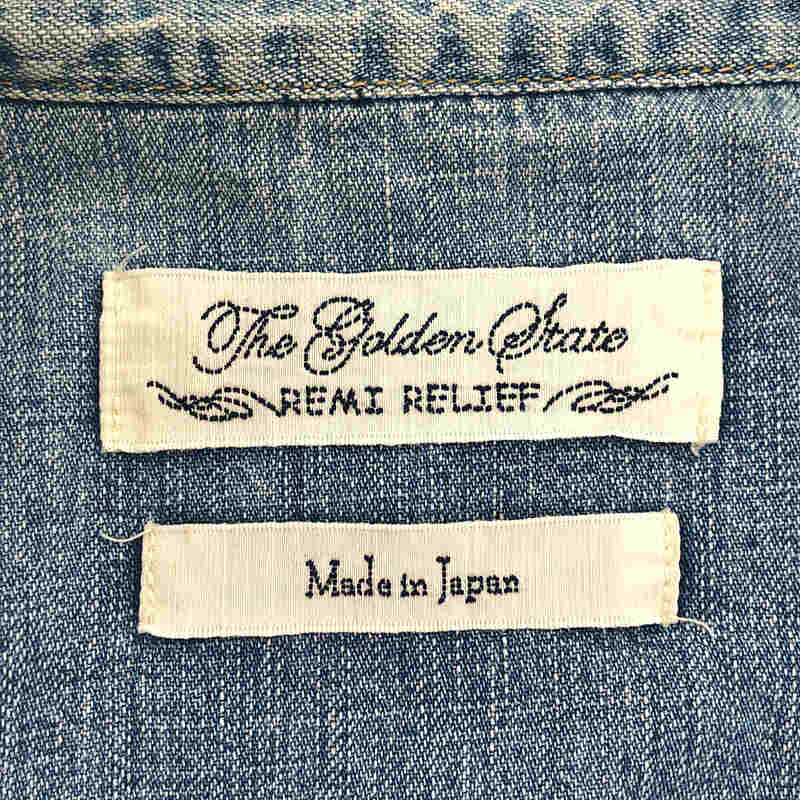 The Golden State
REMI RELIEF
Made in Japan